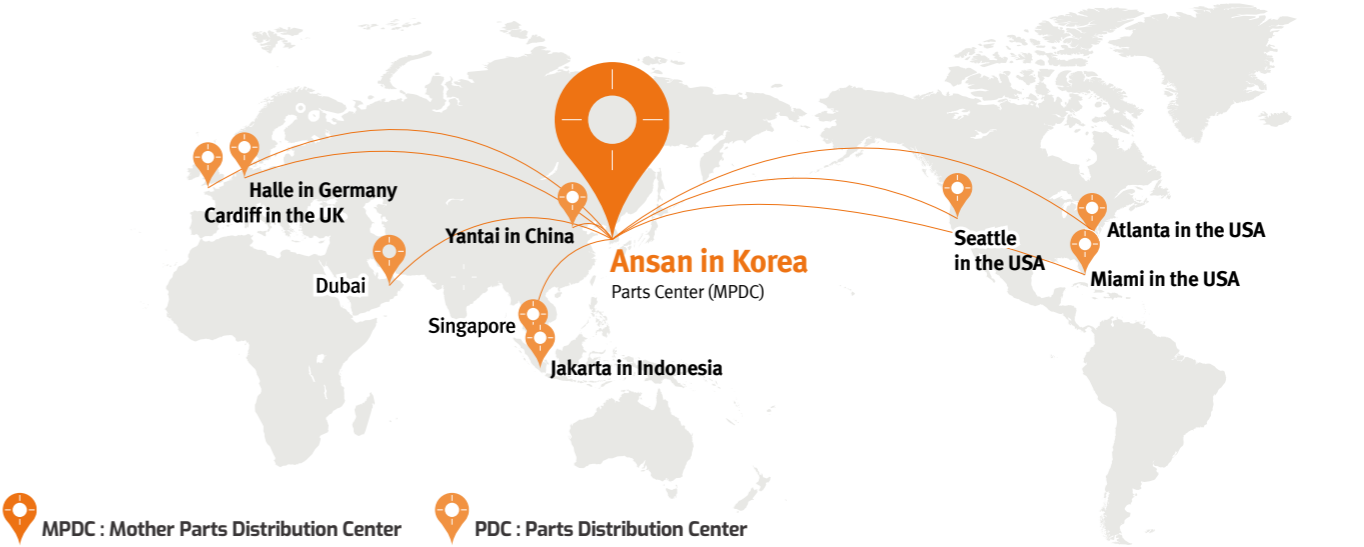 Halle in Germany
Cardiff in the UK
Yantai in China
Dubai
Singapore
Jakarta in Indonesia
Ansan in Korea
Parts Center (MPDC)
Seattle
in the USA
Atlanta in the USA
Miami in the USA
MPDC : Mother Parts Distribution Center
PDC : Parts Distribution Center